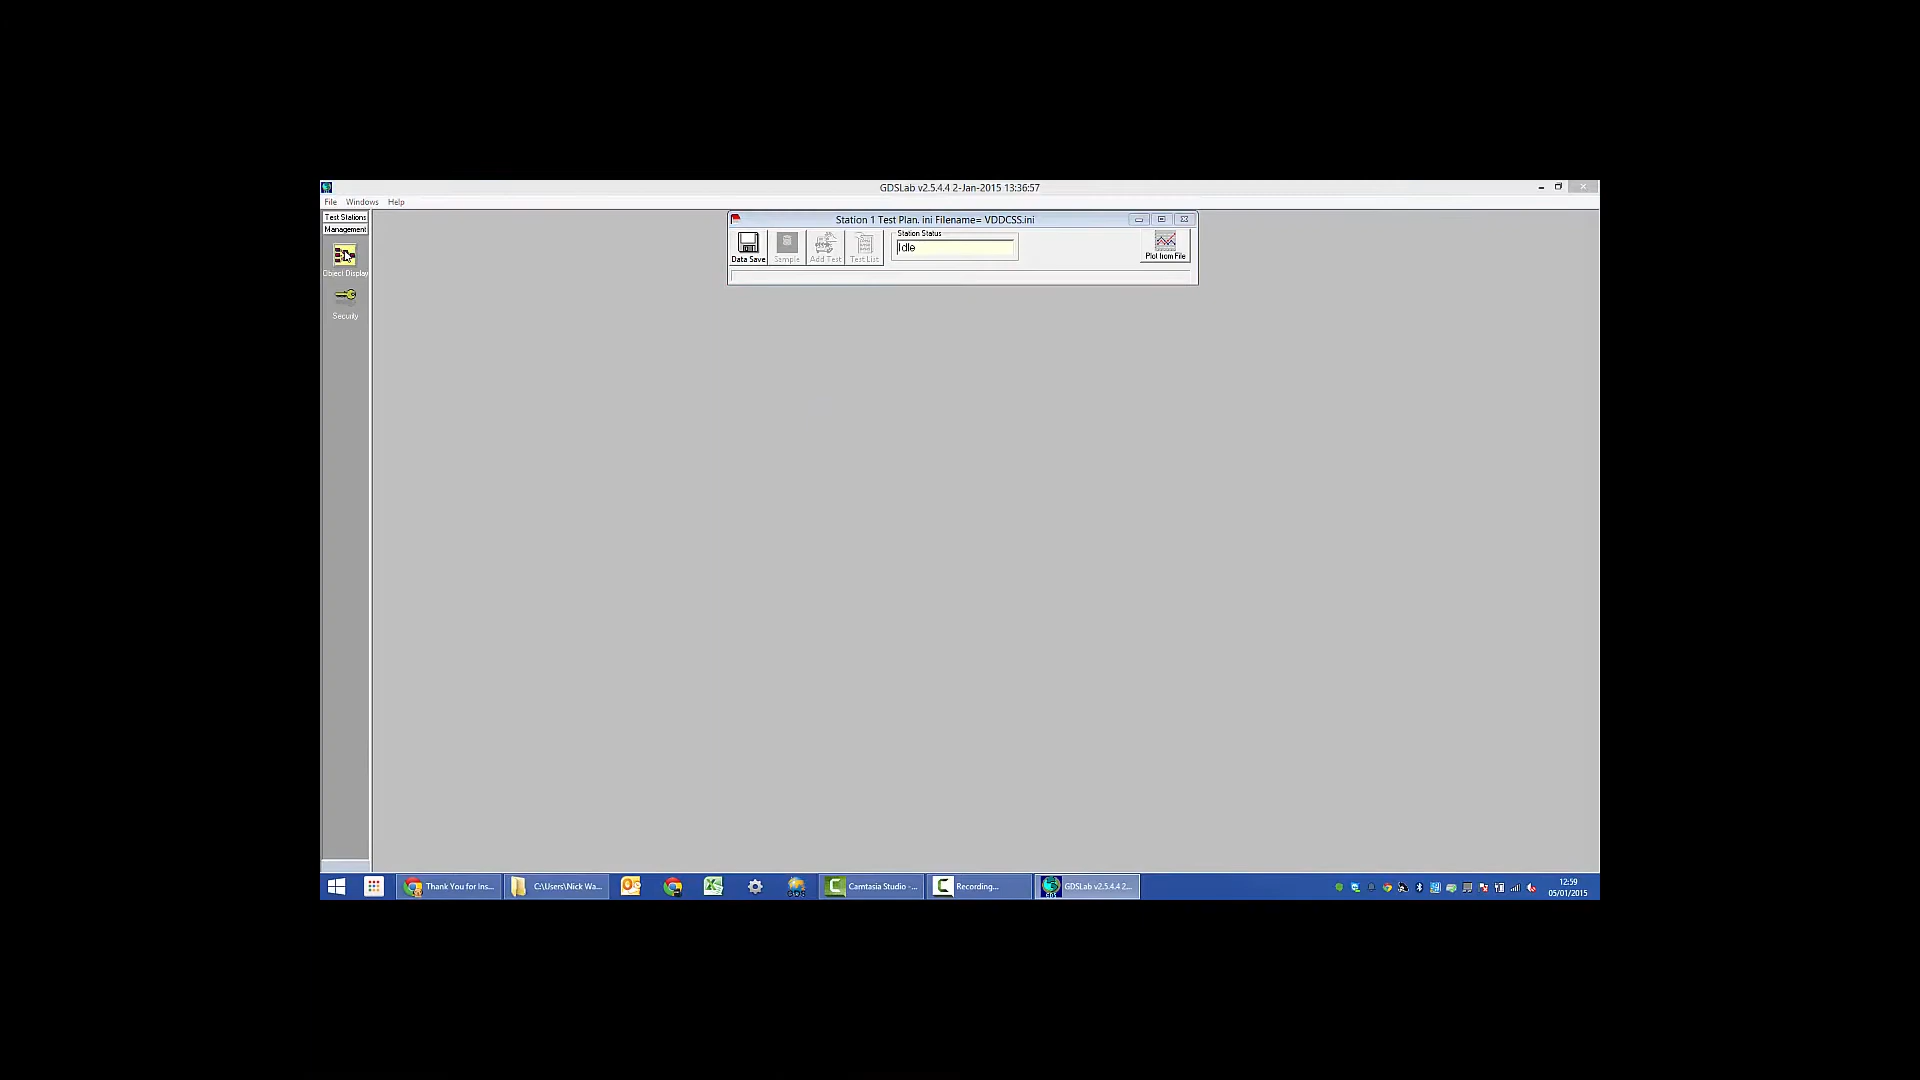 GDSLab v2.5.4.4 2-Jan-2015 13:36:57
File Windows Help
Test Stations
Management
Object Display
Security
Station 1 Test Plan. ini Filename= VDDCSS.ini
Data Save
Sample
Add Test
Test List
Station Status
Idle
Plot from File
Thank You for Ins...
C:\Users\Nick Wa...
Camtasia Studio -...
Recording...
GDSLab v2.5.4.4 2...
12:59
05/01/2015